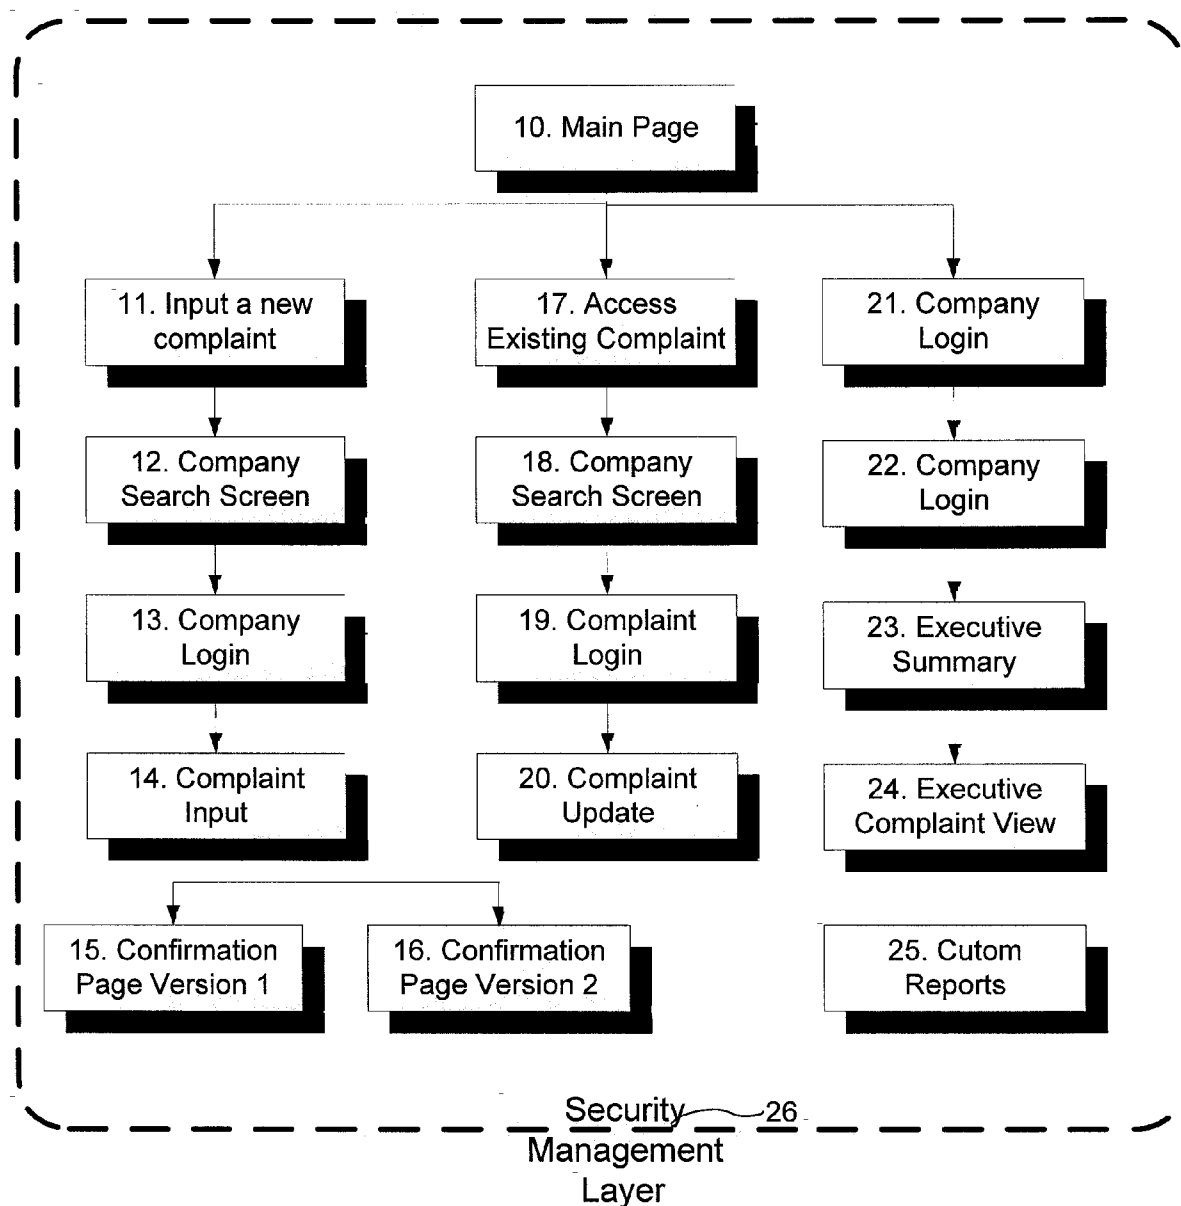 10. Main Page
11. Input a new
complaint
17. Access
Existing Complaint
21. Company
Login
12. Company
Search Screen
18. Company
Search Screen
22. Company
Login
13. Company
Login
19. Complaint
Login
23. Executive
Summary
14. Complaint
Input
20. Complaint
Update
24. Executive
Complaint View
15. Confirmation
Page Version 1
16. Confirmation
Page Version 2
25. Cutom
Reports
Security 26
Management
Layer